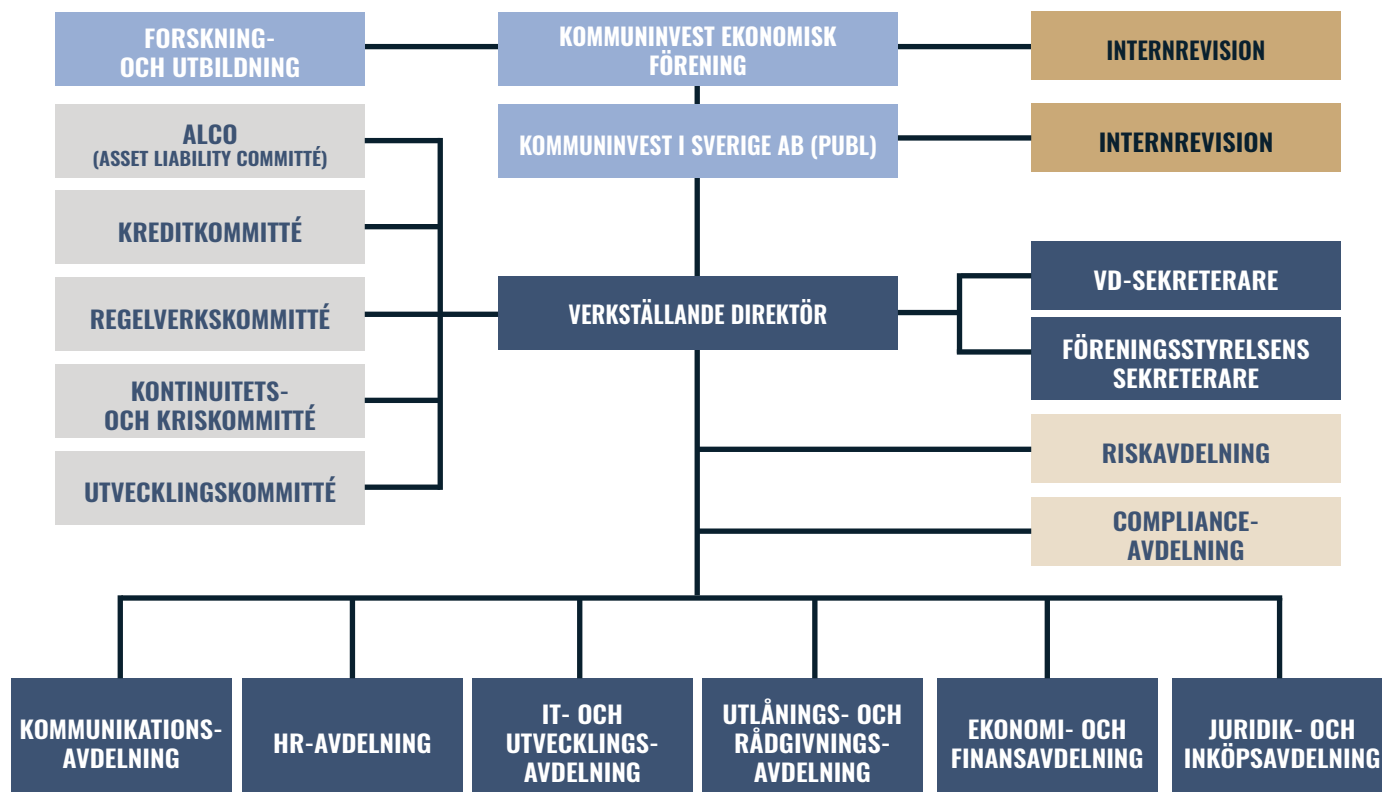 FORSKNING-
OCH UTBILDNING
KOMMUNINVEST EKONOMISK
FÖRENING
INTERNREVISION
ALCO
(ASSET LIABILITY COMMITTÉ)
KOMMUNINVEST I SVERIGE AB (PUBL)
INTERNREVISION
KREDITKOMMITTÉ
REGELVERKSKOMMITTÉ
KONTINUITETS-
OCH KRISKOMMITTÉ
UTVECKLINGSKOMMITTÉ
VERKSTÄLLANDE DIREKTÖR
VD-SEKRETERARE
FÖRENINGSSTYRELSENS
SEKRETERARE
RISKAVDELNING
COMPLIANCE-
AVDELNING
KOMMUNIKATIONS-
AVDELNING
HR-AVDELNING
IT- OCH
UTVECKLINGS-
AVDELNING
UTLÅNINGS- OCH
RÅDGIVNINGS-
AVDELNING
EKONOMI- OCH
FINANSAVDELNING
JURIDIK- OCH
INKÖPSAVDELNING